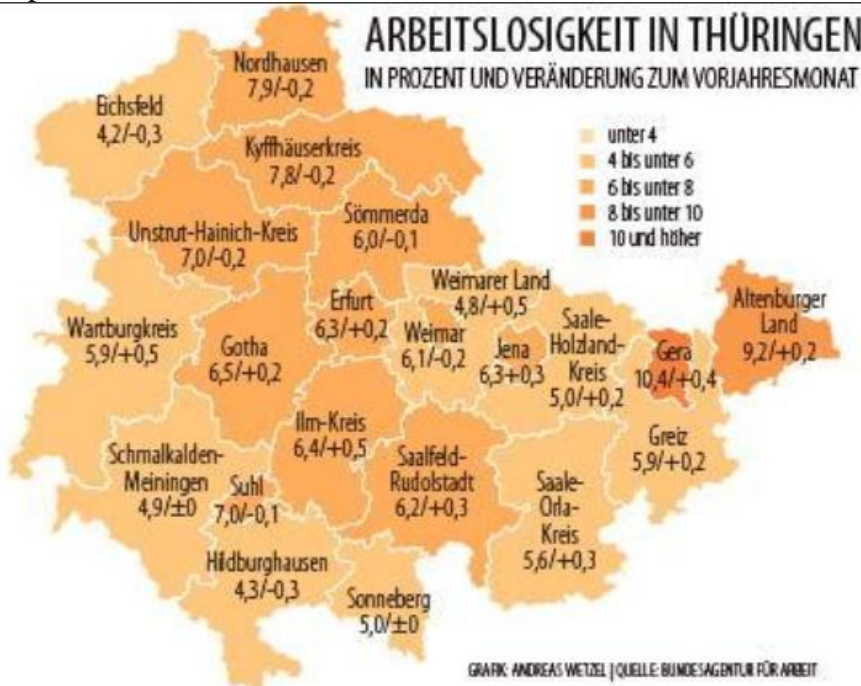 ARBEITSLOSIGKEIT IN THÜRINGEN
IN PROZENT UND VERÄNDERUNG ZUM VORJAHRESMONAT
unter 4
4 bis unter 6
6 bis unter 8
8 bis unter 10
10 und höher
Nordhausen
7,9/-0,2
Eichsfeld
4,2/-0,3
Kyffhäuserkreis
7,8/-0,2
Sömmerda
6,0/-0,1
Unstrut-Hainich-Kreis
7,0/-0,2
Weimarer Land
4,8/+0,5
Altenburger
Land
9,2/+0,2
Erfurt
6,3/+0,2
Wartburgkreis
5,9/+0,5
Gotha
6,5/+0,2
Weimar
6,1/-0,2
Jena
6,3+0,3
Saale-
Holzland-
Kreis
5,0/+0,2
Gera
10,4/+0,4
Ilm-Kreis
6,4/+0,5
Greiz
5,9/+0,2
Schmalkalden-
Meiningen
4,9/±0
Suhl
7,0/-0,1
Saalfeld-
Rudolstadt
6,2/+0,3
Saale-
Orla-
Kreis
5,6/+0,3
Hildburghausen
4,3/-0,3
Sonneberg
5,0/±0
GRAFIK: ANDREAS WETZEL | QUELLE: BUNDESAGENTUR FÜR ARBEIT